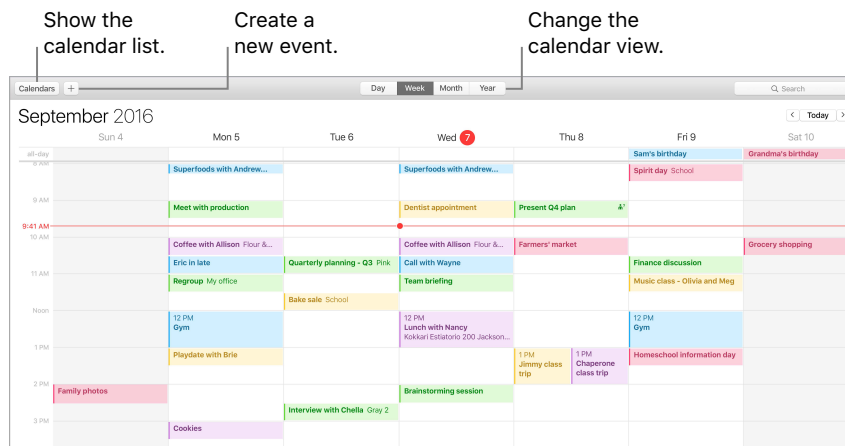 Show the
calendar list.
Create a
new event.
Change the
calendar view.
Calendars
+
Day Week Month Year
Search
September 2016
< Today >
Sun 4 Mon 5 Tue 6 Wed 7 Thu 8 Fri 9 Sat 10
all-day
Sam's birthday
Grandma's birthday
8 AM
Superfoods with Andrew...
Superfoods with Andrew...
Spirit day School
9 AM
Meet with production
Dentist appointment
Present Q4 plan
9:41 AM
10 AM
Coffee with Allison Flour &...
Coffee with Allison Flour &...
Farmers' market
Grocery shopping
Eric in late
Quarterly planning - Q3 Pink
Call with Wayne
Finance discussion
11 AM
Regroup My office
Team briefing
Music class - Olivia and Meg
Bake sale School
Noon
12 PM
Gym
12 PM
Lunch with Nancy
Kokkari Estiatorio 200 Jackson...
12 PM
Gym
1 PM
Playdate with Brie
1 PM
Jimmy class
trip
1 PM
Chaperone
class trip
Homeschool information day
2 PM
Family photos
Brainstorming session
Interview with Chella Gray 2
3 PM
Cookies